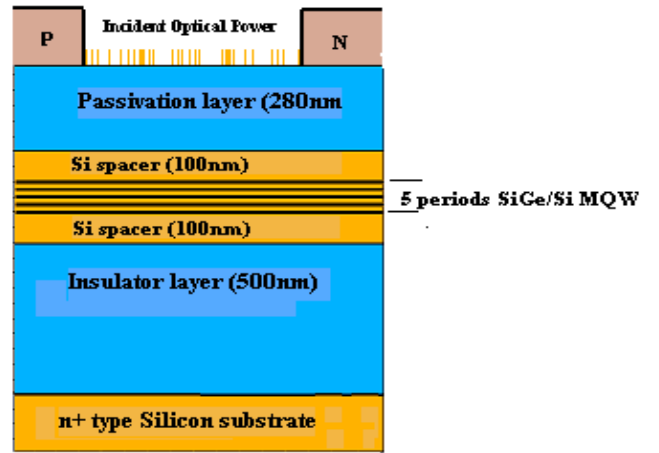 Incident Optical Power
P
N
Passivation layer (280nm
Si spacer (100nm)
5 periods SiGe/Si MQW
Si spacer (100nm)
Insulator layer (500nm)
n+ type Silicon substrate